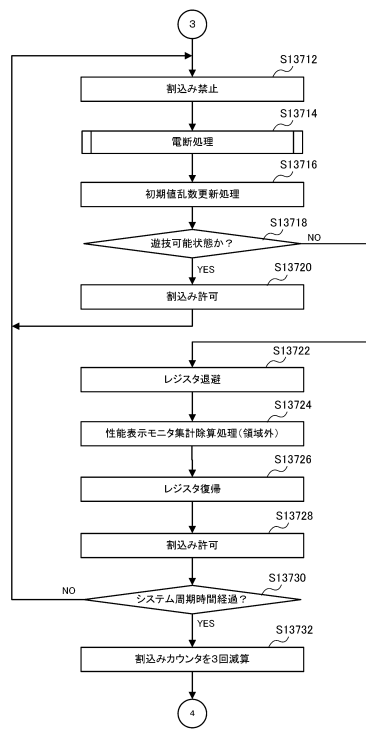 3
S13712
割込み禁止
S13714
電断処理
S13716
初期値乱数更新処理
S13718
遊技可能状態か？
NO
YES
S13720
割込み許可
S13722
レジスタ退避
S13724
性能表示モニタ集計除算処理（領域外）
S13726
レジスタ復帰
S13728
割込み許可
S13730
NO
システム周期時間経過？
YES
S13732
割込みカウンタを3回減算
4